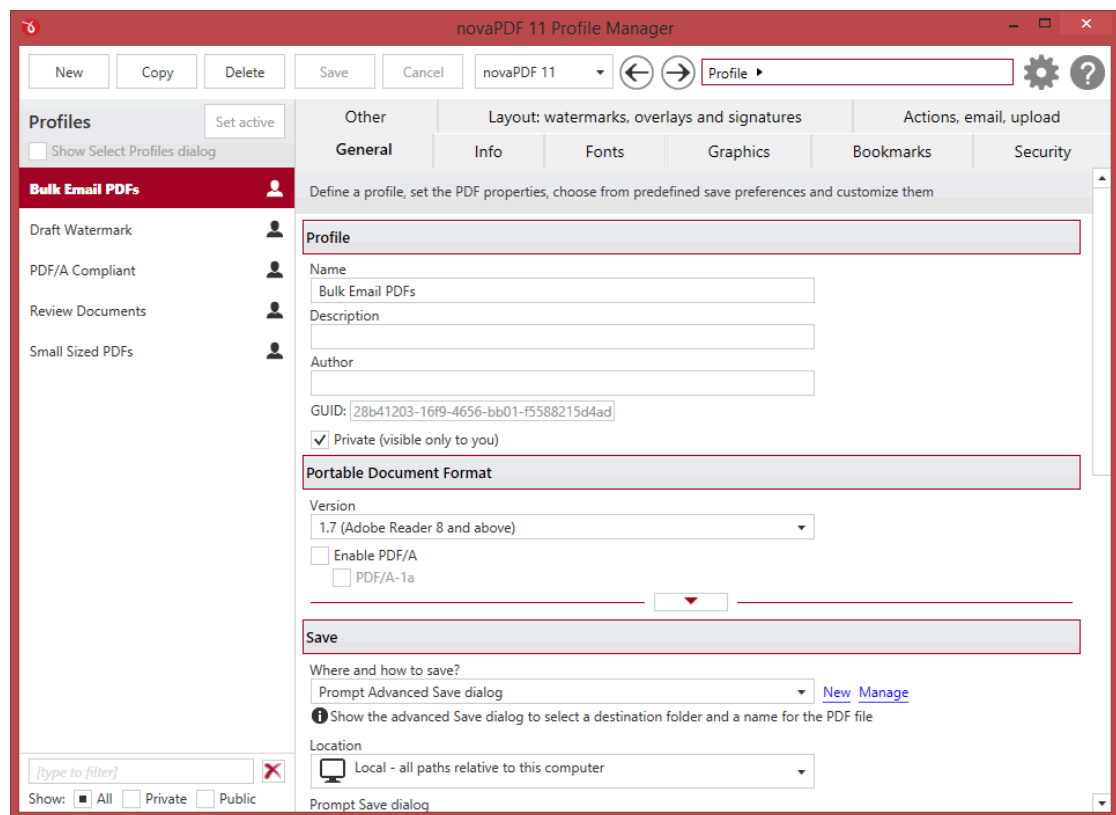 novaPDF 11 Profile Manager
New Copy Delete Save Cancel novaPDF 11 Profile
Profiles Set active
Show Select Profiles dialog
Bulk Email PDFs
Draft Watermark
PDF/A Compliant
Review Documents
Small Sized PDFs
[type to filter]
Show: All Private Public
Other Layout: watermarks, overlays and signatures Actions, email, upload
General Info Fonts Graphics Bookmarks Security
Define a profile, set the PDF properties, choose from predefined save preferences and customize them
Profile
Name
Bulk Email PDFs
Description
Author
GUID: 28b41203-16f9-4656-bb01-f5588215d4ad
Private (visible only to you)
Portable Document Format
Version
1.7 (Adobe Reader 8 and above)
Enable PDF/A
PDF/A-1a
Save
Where and how to save?
Prompt Advanced Save dialog New Manage
Show the advanced Save dialog to select a destination folder and a name for the PDF file
Location
Local - all paths relative to this computer
Prompt Save dialog